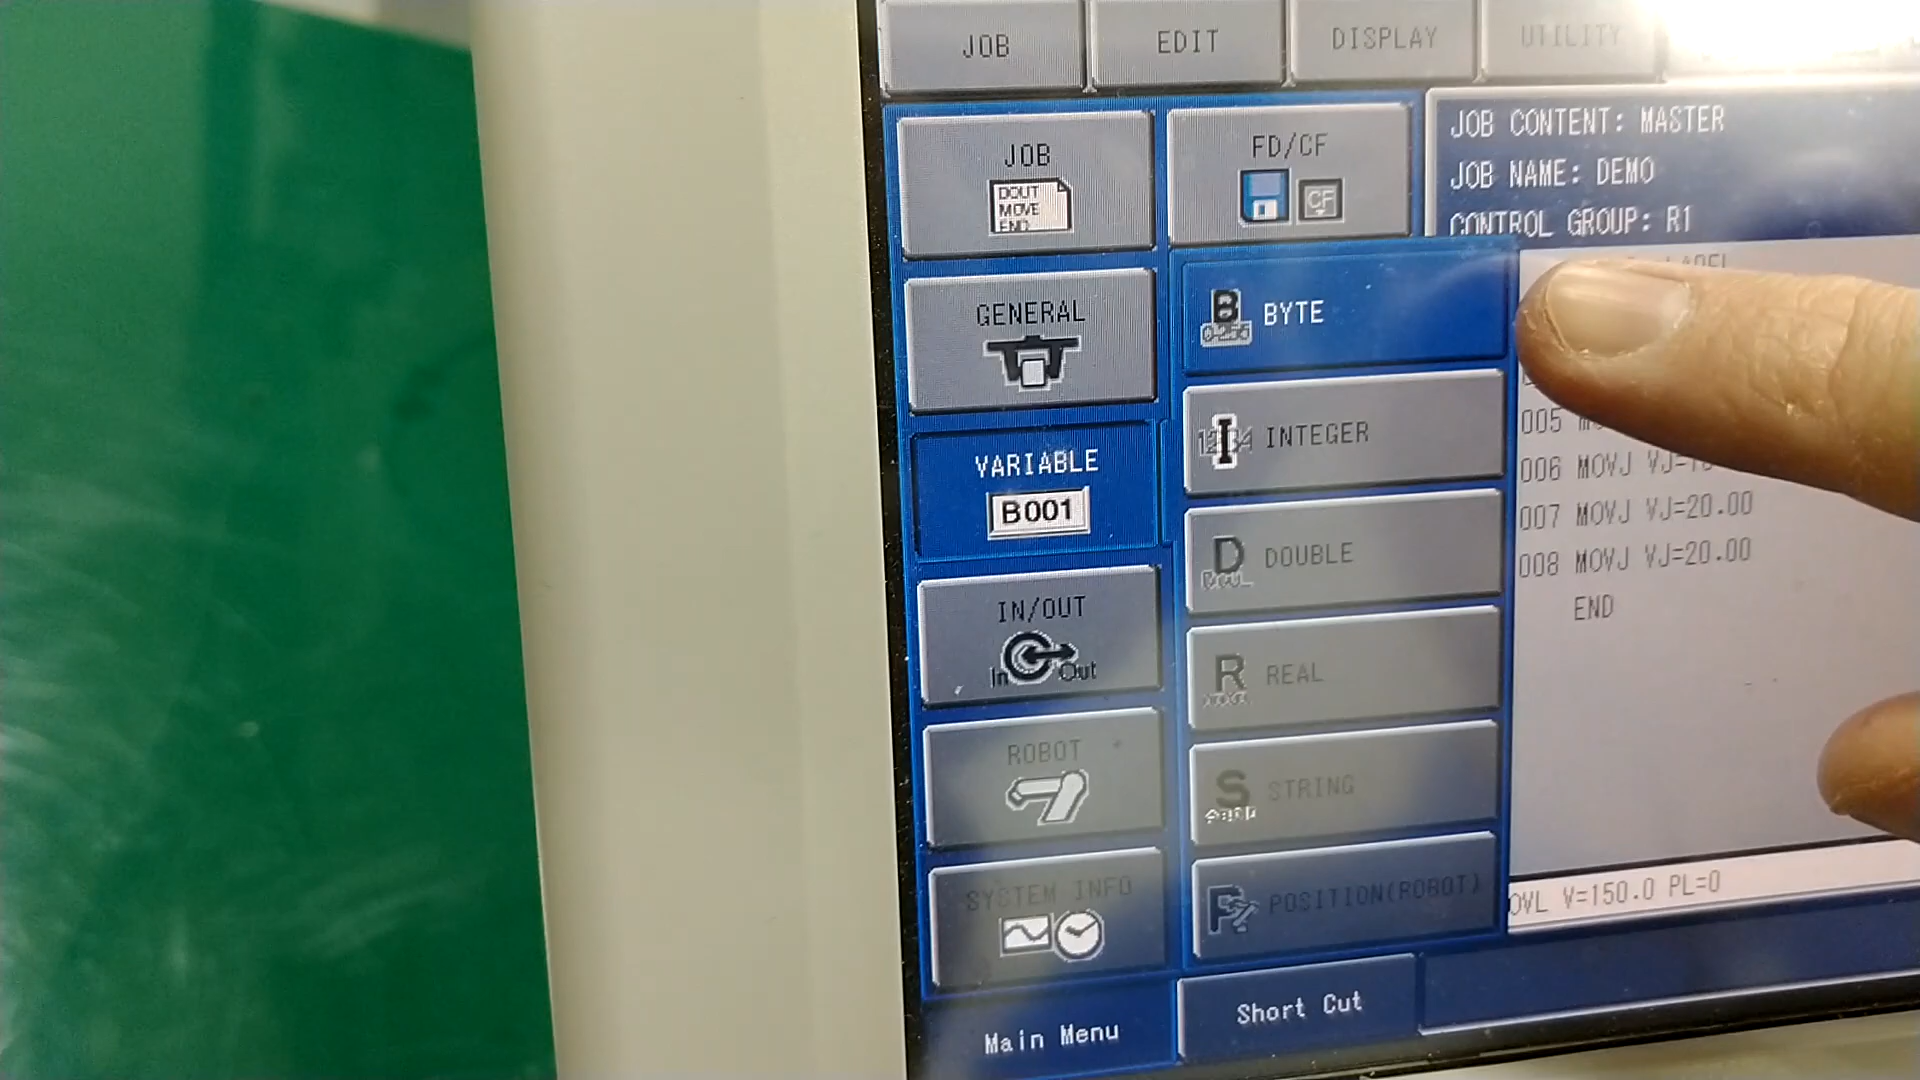 JOB
EDIT
DISPLAY
UTILITY
JOB
DOUT
MOVE
END
FD/CF
CF
JOB CONTENT: MASTER
JOB NAME: DEMO
CONTROL GROUP: R1
GENERAL
B
0-255
BYTE
INTEGER
VARIABLE
B001
D
DOUBLE
IN/OUT
In
Out
R
REAL
ROBOT
S
STRING
SYSTEM INFO
P
POSITION(ROBOT)
LABEL
005
006 MOVJ VJ=
007 MOVJ VJ=20.00
008 MOVJ VJ=20.00
END
OVL V=150.0 PL=0
Main Menu
Short Cut